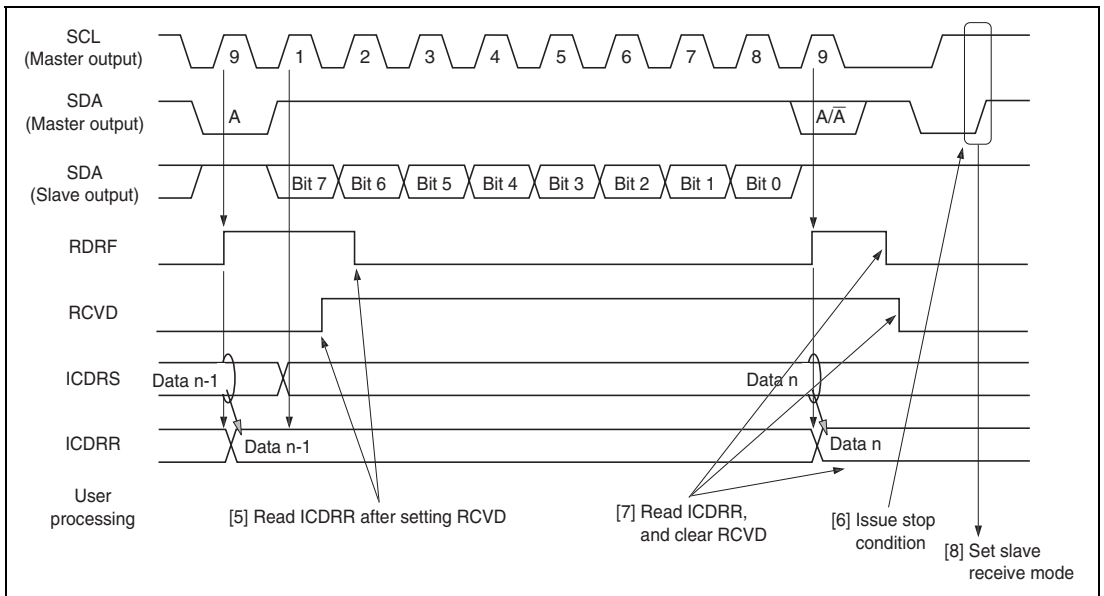 SCL
(Master output)
9 1 2 3 4 5 6 7 8 9
SDA
(Master output)
A A/A̅
SDA
(Slave output)
Bit 7 Bit 6 Bit 5 Bit 4 Bit 3 Bit 2 Bit 1 Bit 0
RDRF
RCVD
ICDRS
Data n-1 Data n
ICDRR
Data n-1 Data n
User
processing
[5] Read ICDRR after setting RCVD
[7] Read ICDRR,
and clear RCVD
[6] Issue stop
condition
[8] Set slave
receive mode